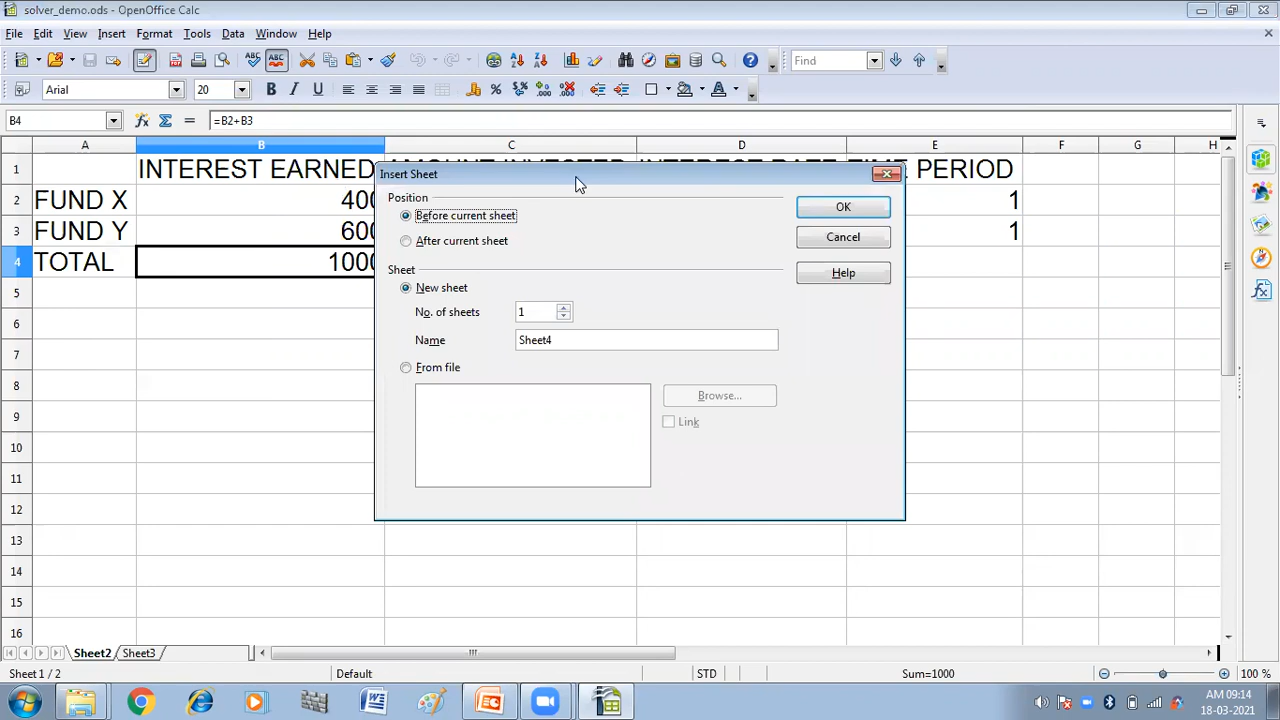 solver_demo.ods - OpenOffice Calc
File Edit View Insert Format Tools Data Window Help
Find
Arial 20
B4 =B2+B3
A B C D E F G H
1 INTEREST EARNED AMOUNT INVESTED INTEREST RATE TIME PERIOD
2 FUND X 400 1
3 FUND Y 600 1
4 TOTAL 1000
5
6
7
8
9
10
11
12
13
14
15
16
Insert Sheet
Position
Before current sheet
After current sheet
Sheet
New sheet
No. of sheets 1
Name Sheet4
From file
Browse...
Link
OK
Cancel
Help
Sheet2 Sheet3
Sheet 1 / 2 Default STD Sum=1000 100 %
AM 09:14
18-03-2021